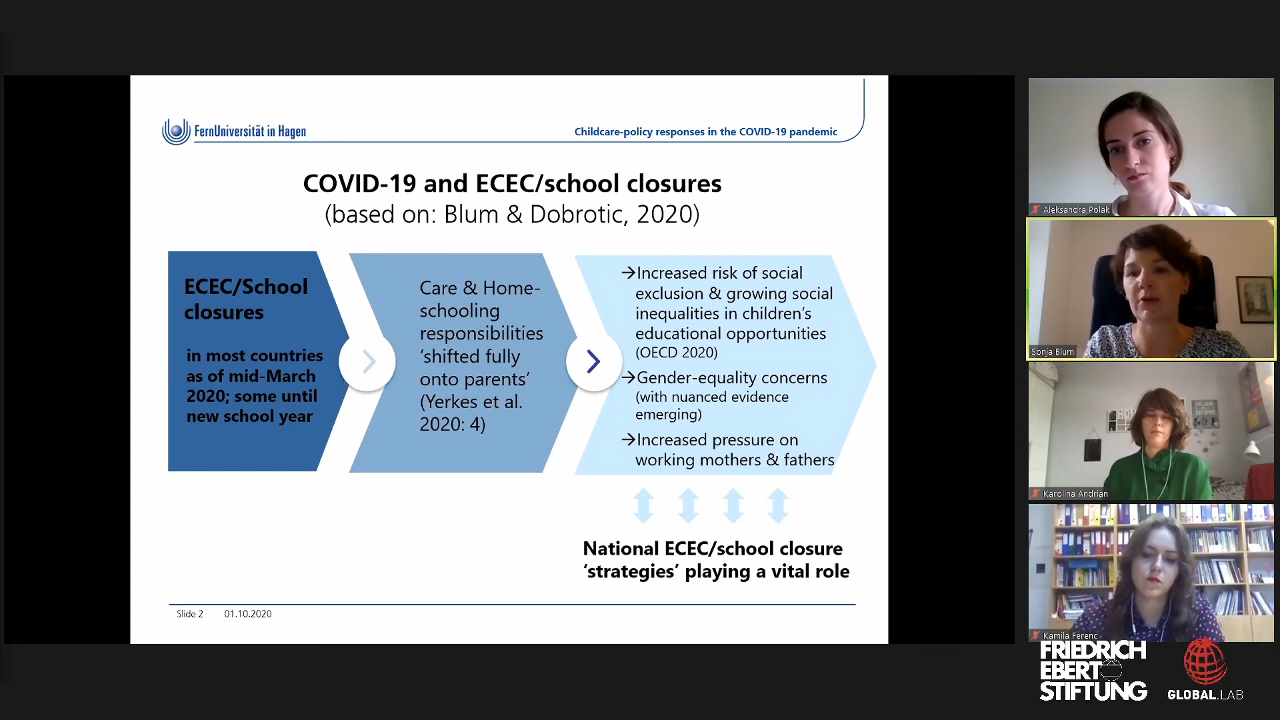 FernUniversität in Hagen
Childcare-policy responses in the COVID-19 pandemic
COVID-19 and ECEC/school closures
(based on: Blum & Dobrotic, 2020)
ECEC/School
closures
in most countries
as of mid-March
2020; some until
new school year
Care & Home-
schooling
responsibilities
‘shifted fully
onto parents’
(Yerkes et al.
2020: 4)
→Increased risk of social
exclusion & growing social
inequalities in children’s
educational opportunities
(OECD 2020)
→Gender-equality concerns
(with nuanced evidence
emerging)
→Increased pressure on
working mothers & fathers
National ECEC/school closure
‘strategies’ playing a vital role
Slide 2 01.10.2020
Aleksandra Polak
Sonja Blum
Karolina Andrian
Kamila Ferenc
FRIEDRICH
EBERT
STIFTUNG
GLOBAL.LAB